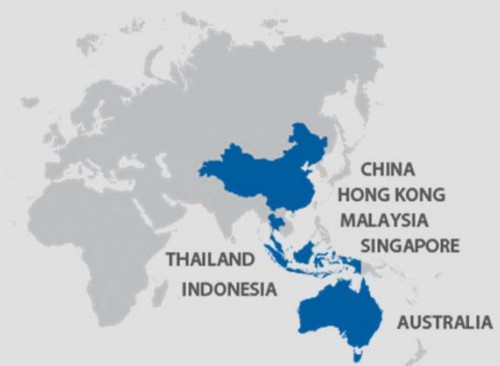 CHINA
HONG KONG
MALAYSIA
SINGAPORE
THAILAND
INDONESIA
AUSTRALIA